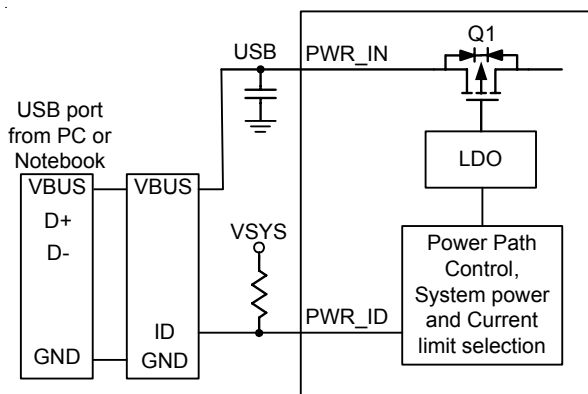 Q1
USB
PWR_IN
USB port
from PC or
Notebook
LDO
VBUS
VBUS
D+
D-
VSYS
Power Path
Control,
System power
and Current
limit selection
ID
PWR_ID
GND
GND